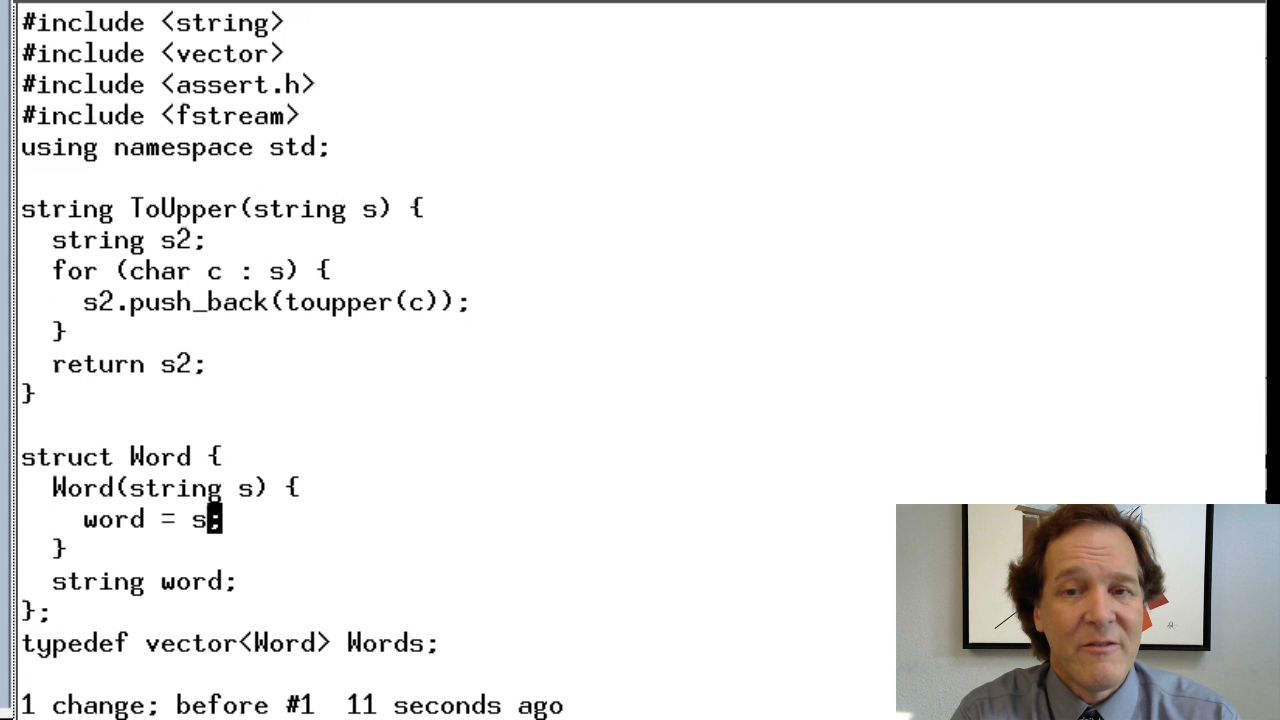 #include <string>
#include <vector>
#include <assert.h>
#include <fstream>
using namespace std;
string ToUpper(string s) {
  string s2;
  for (char c : s) {
    s2.push_back(toupper(c));
  }
  return s2;
}
struct Word {
  Word(string s) {
    word = s;
  }
  string word;
};
typedef vector<Word> Words;
1 change; before #1  11 seconds ago